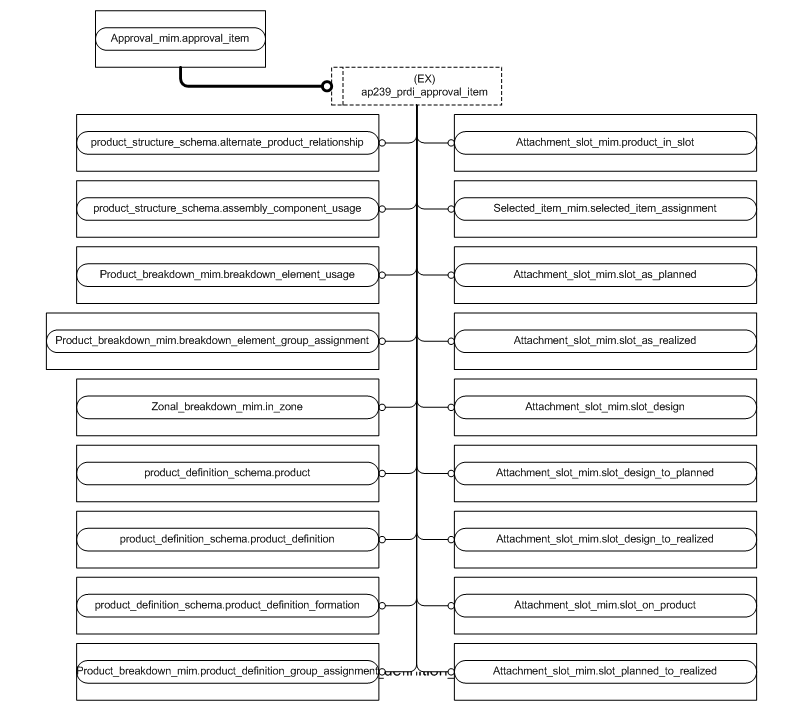 Approval_mim.approval_item
(EX)
ap239_prdi_approval_item
product_structure_schema.alternate_product_relationship
Attachment_slot_mim.product_in_slot
product_structure_schema.assembly_component_usage
Selected_item_mim.selected_item_assignment
Product_breakdown_mim.breakdown_element_usage
Attachment_slot_mim.slot_as_planned
Product_breakdown_mim.breakdown_element_group_assignment
Attachment_slot_mim.slot_as_realized
Zonal_breakdown_mim.in_zone
Attachment_slot_mim.slot_design
product_definition_schema.product
Attachment_slot_mim.slot_design_to_planned
product_definition_schema.product_definition
Attachment_slot_mim.slot_design_to_realized
product_definition_schema.product_definition_formation
Attachment_slot_mim.slot_on_product
Product_breakdown_mim.product_definition_group_assignment
Attachment_slot_mim.slot_planned_to_realized